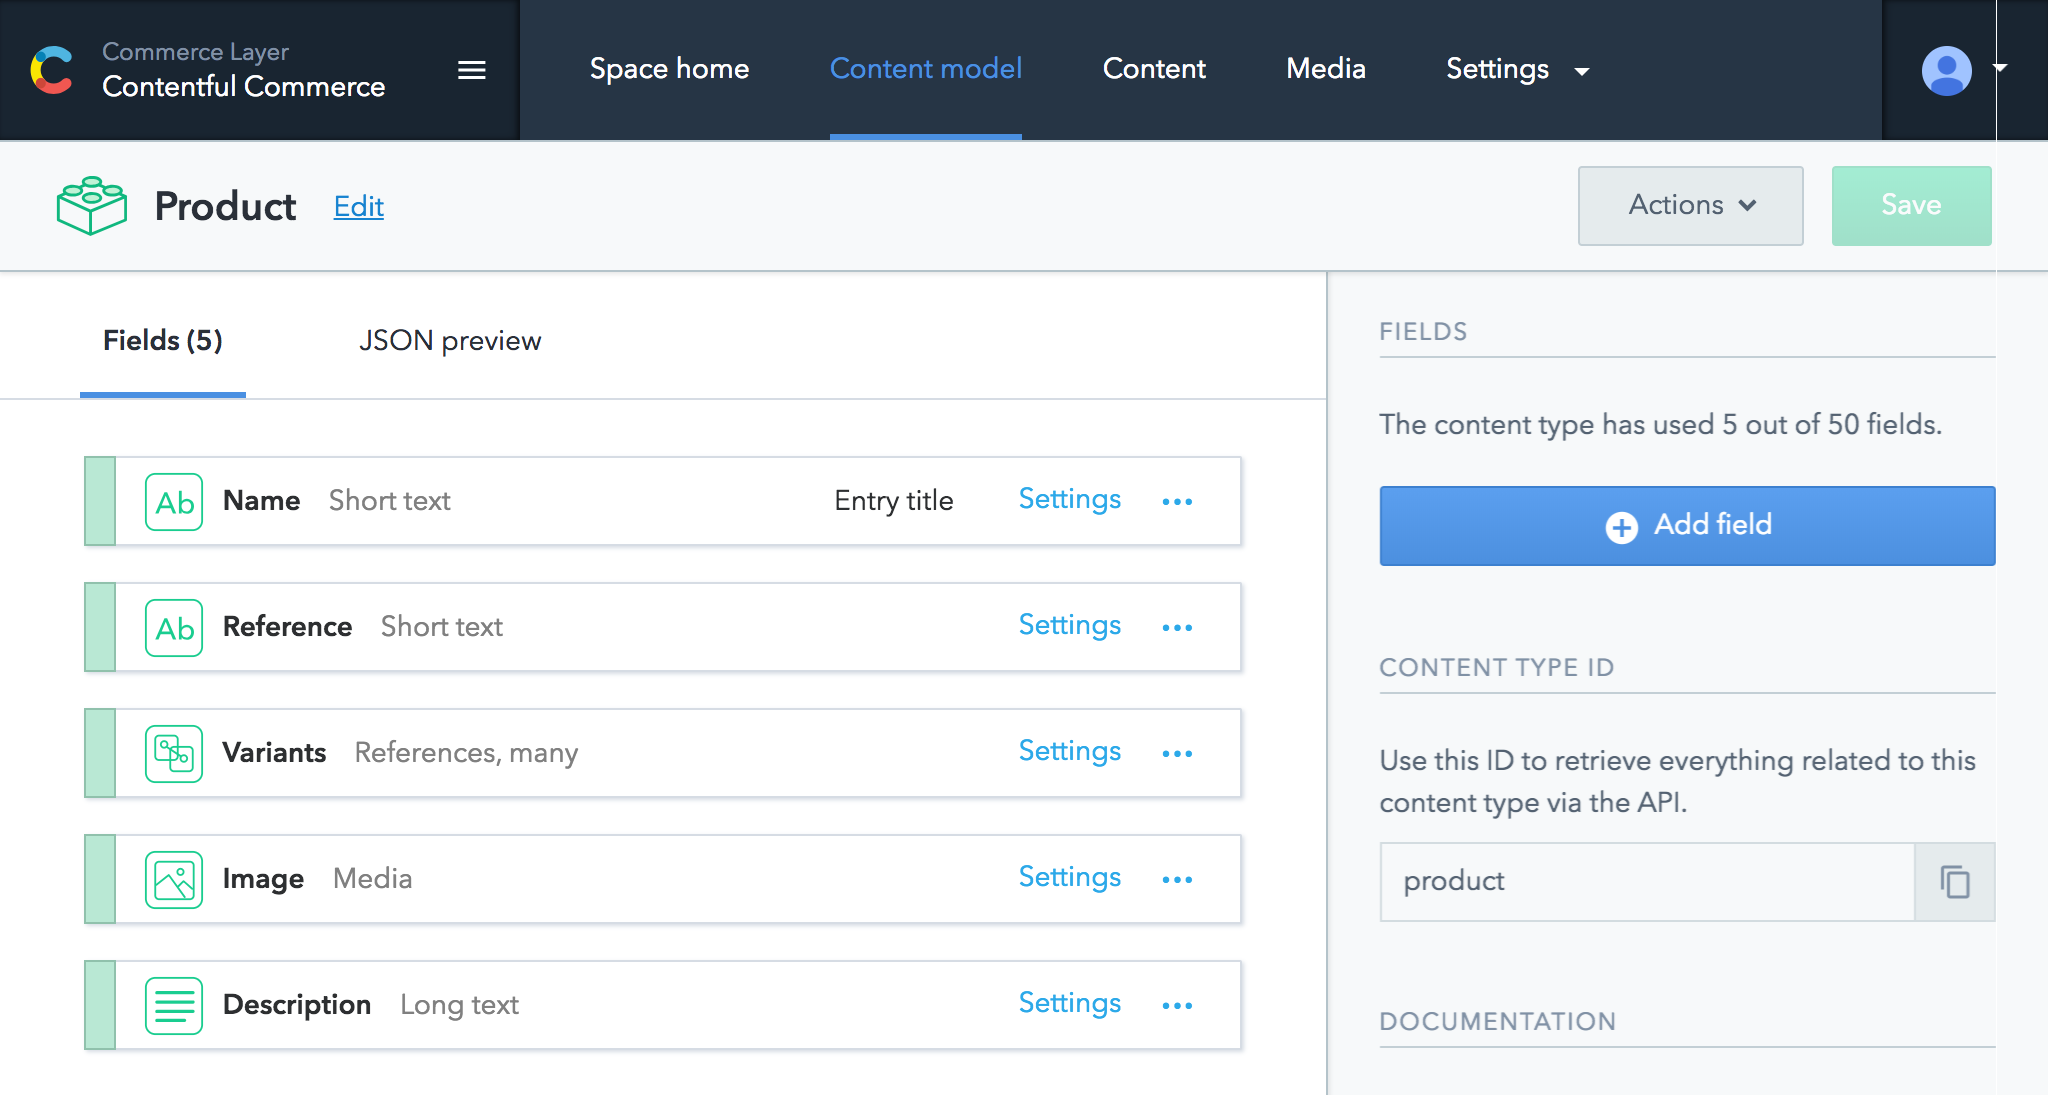 Commerce Layer
Contentful Commerce
Space home
Content model
Content
Media
Settings
Product
Edit
Actions
Save
Fields (5)
JSON preview
Ab
Name
Short text
Entry title
Settings
Ab
Reference
Short text
Settings
Variants
References, many
Settings
Image
Media
Settings
Description
Long text
Settings
FIELDS
The content type has used 5 out of 50 fields.
Add field
CONTENT TYPE ID
Use this ID to retrieve everything related to this
content type via the API.
product
DOCUMENTATION